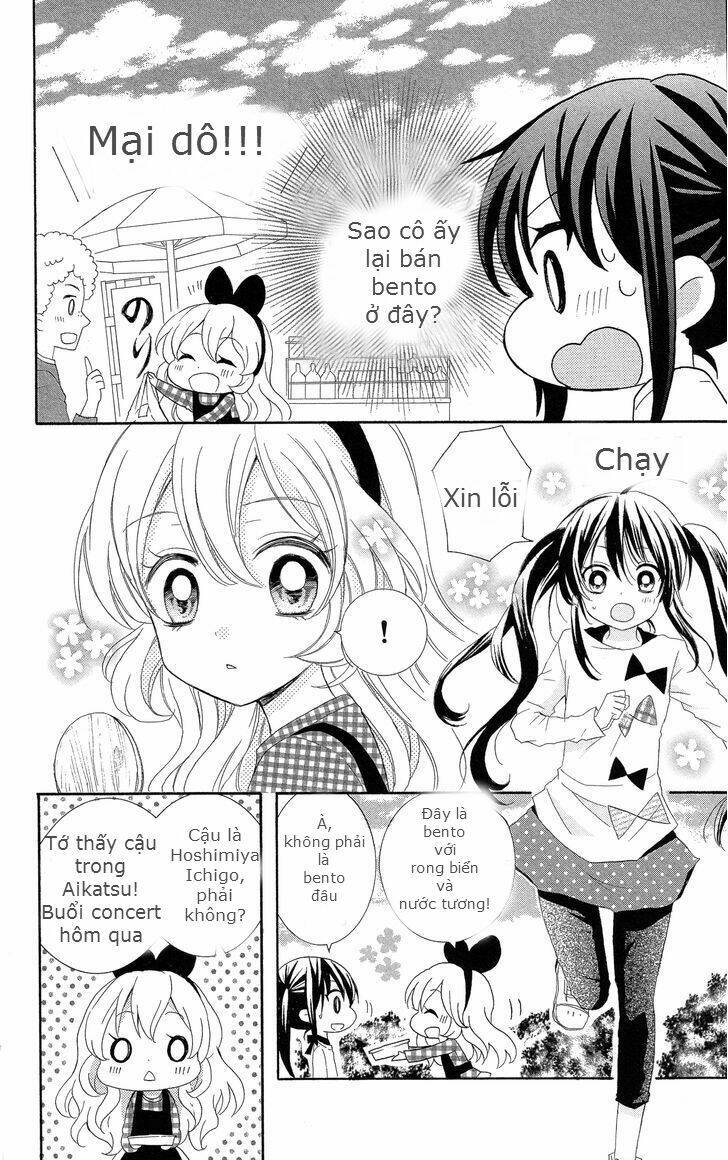 Sao cô ấy
lại bán
bento
ở đây?
Mại dô!!!
のり
Chạy
Xin lỗi
!
Đây là
bento
với
rong biển
và
nước tương!
À,
không phải
là
bento
đâu
Cậu là
Hoshimiya
Ichigo,
phải
không?
Tớ thấy cậu
trong
Aikatsu!
Buổi concert
hôm qua